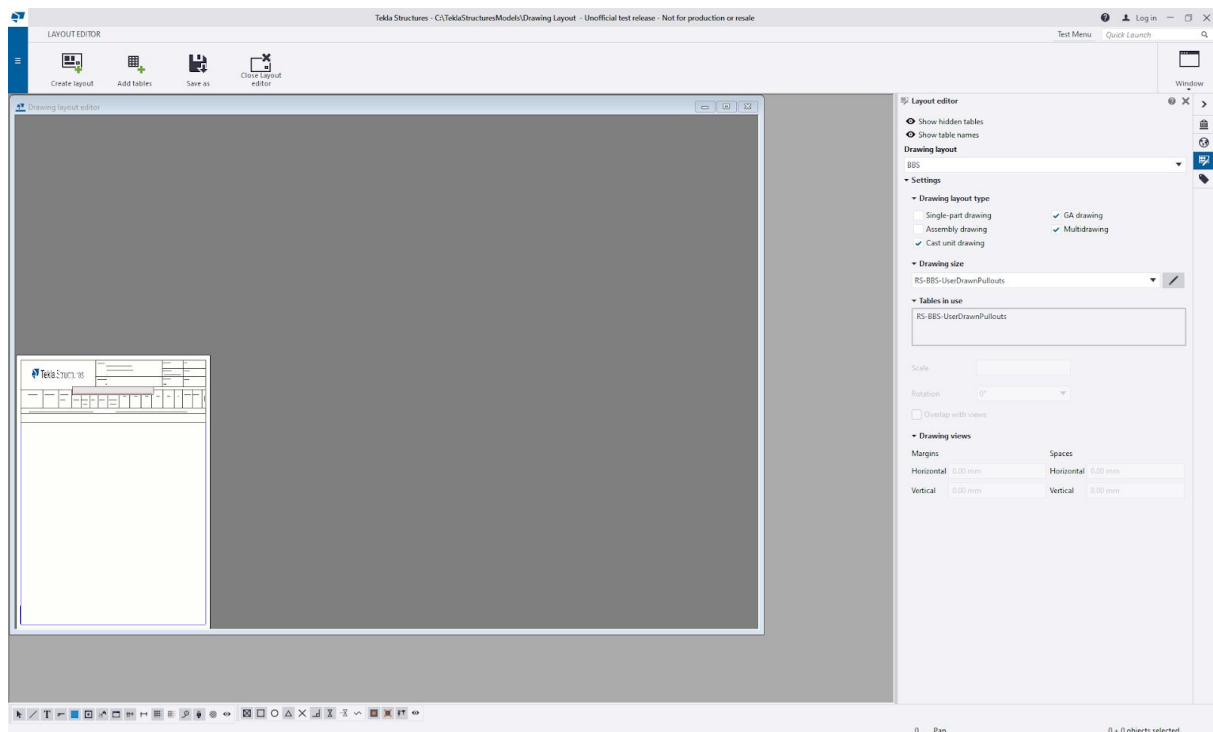 Tekla Structures - C:\TeklaStructuresModels\Drawing Layout - Unofficial test release - Not for production or resale
Login
LAYOUT EDITOR
Test Menu
Quick Launch
Create layout
Add tables
Save as
Close Layout
editor
Window
Drawing layout editor
Layout editor
Show hidden tables
Show table names
Drawing layout
BBS
Settings
Drawing layout type
Single-part drawing
GA drawing
Assembly drawing
Multidrawing
Cast unit drawing
Drawing size
RS-BBS-UserDrawnPullouts
Tables in use
RS-BBS-UserDrawnPullouts
Tekla Structures
Scale
Rotation 0°
Overlap with views
Drawing views
Margins Spaces
Horizontal 0.00 mm Horizontal 0.00 mm
Vertical 0.00 mm Vertical 0.00 mm
0 Pan 0 + 0 objects selected